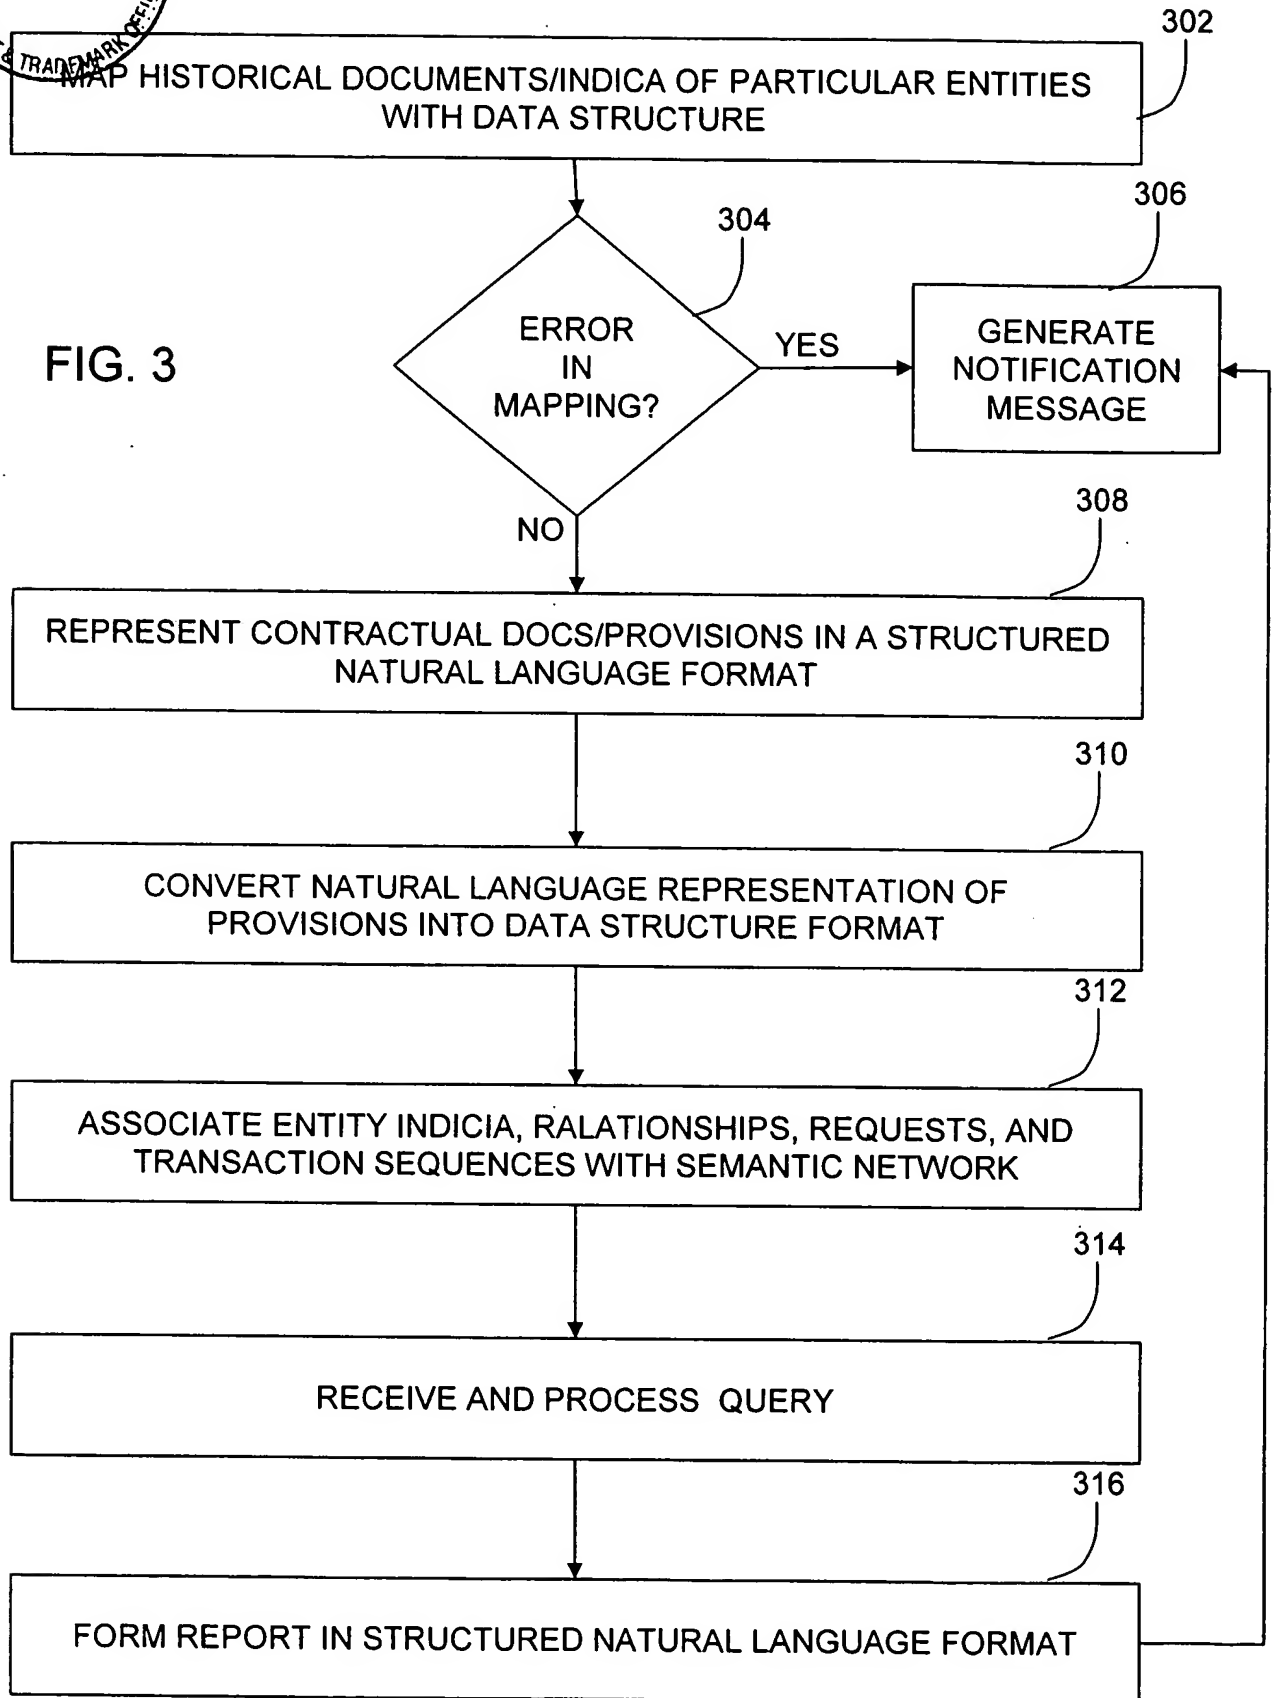 & TRADEMARK OFFI
302
MAP HISTORICAL DOCUMENTS/INDICA OF PARTICULAR ENTITIES
WITH DATA STRUCTURE
304
306
FIG. 3
ERROR
IN
MAPPING?
YES
GENERATE
NOTIFICATION
MESSAGE
NO
308
REPRESENT CONTRACTUAL DOCS/PROVISIONS IN A STRUCTURED
NATURAL LANGUAGE FORMAT
310
CONVERT NATURAL LANGUAGE REPRESENTATION OF
PROVISIONS INTO DATA STRUCTURE FORMAT
312
ASSOCIATE ENTITY INDICIA, RALATIONSHIPS, REQUESTS, AND
TRANSACTION SEQUENCES WITH SEMANTIC NETWORK
314
RECEIVE AND PROCESS QUERY
316
FORM REPORT IN STRUCTURED NATURAL LANGUAGE FORMAT